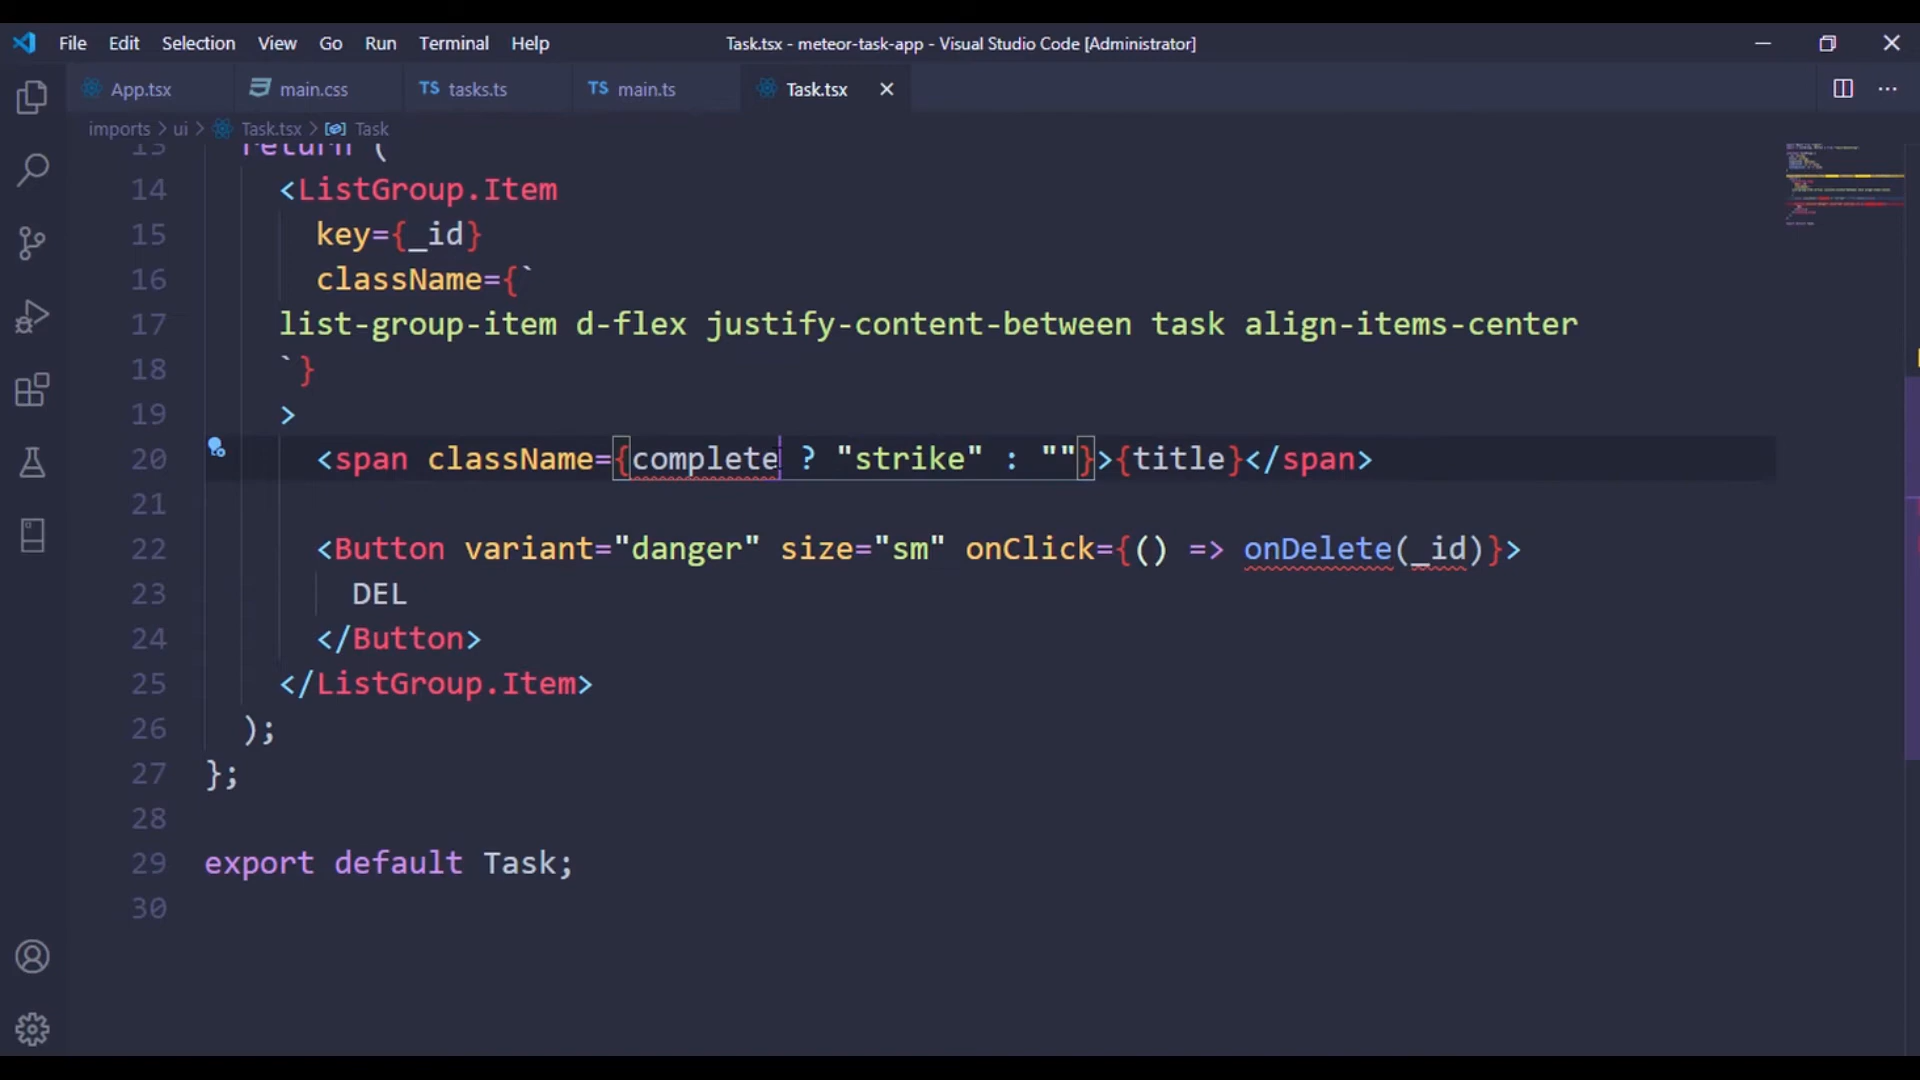 File Edit Selection View Go Run Terminal Help Task.tsx - meteor-task-app - Visual Studio Code [Administrator]
App.tsx main.css TS tasks.ts TS main.ts Task.tsx
imports > ui > Task.tsx > Task
13 return (
14 <ListGroup.Item
15 key={_id}
16 className={`
17 list-group-item d-flex justify-content-between task align-items-center
18 `}
19 >
20 <span className={complete ? "strike" : ""}>{title}</span>
21
22 <Button variant="danger" size="sm" onClick={() => onDelete(_id)}>
23 DEL
24 </Button>
25 </ListGroup.Item>
26 );
27 };
28
29 export default Task;
30